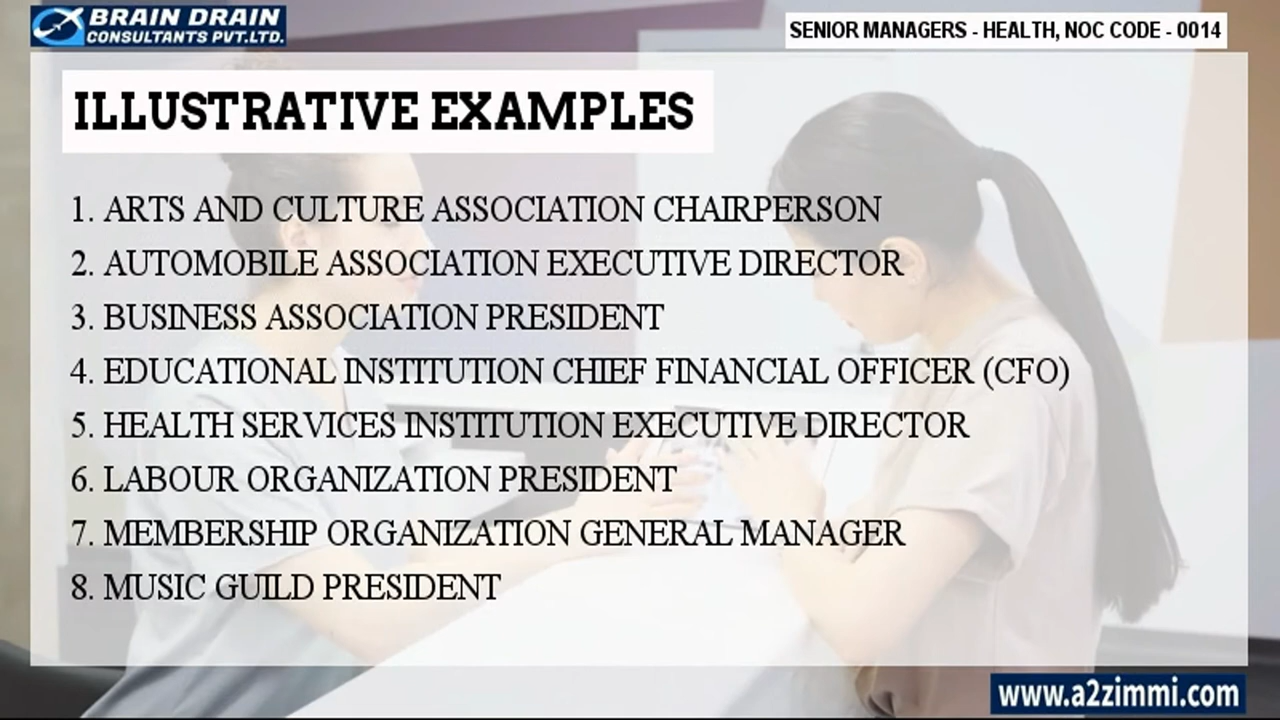 BRAIN DRAIN
CONSULTANTS PVT.LTD.
SENIOR MANAGERS - HEALTH, NOC CODE - 0014
ILLUSTRATIVE EXAMPLES
1. ARTS AND CULTURE ASSOCIATION CHAIRPERSON
2. AUTOMOBILE ASSOCIATION EXECUTIVE DIRECTOR
3. BUSINESS ASSOCIATION PRESIDENT
4. EDUCATIONAL INSTITUTION CHIEF FINANCIAL OFFICER (CFO)
5. HEALTH SERVICES INSTITUTION EXECUTIVE DIRECTOR
6. LABOUR ORGANIZATION PRESIDENT
7. MEMBERSHIP ORGANIZATION GENERAL MANAGER
8. MUSIC GUILD PRESIDENT
www.a2zimmi.com